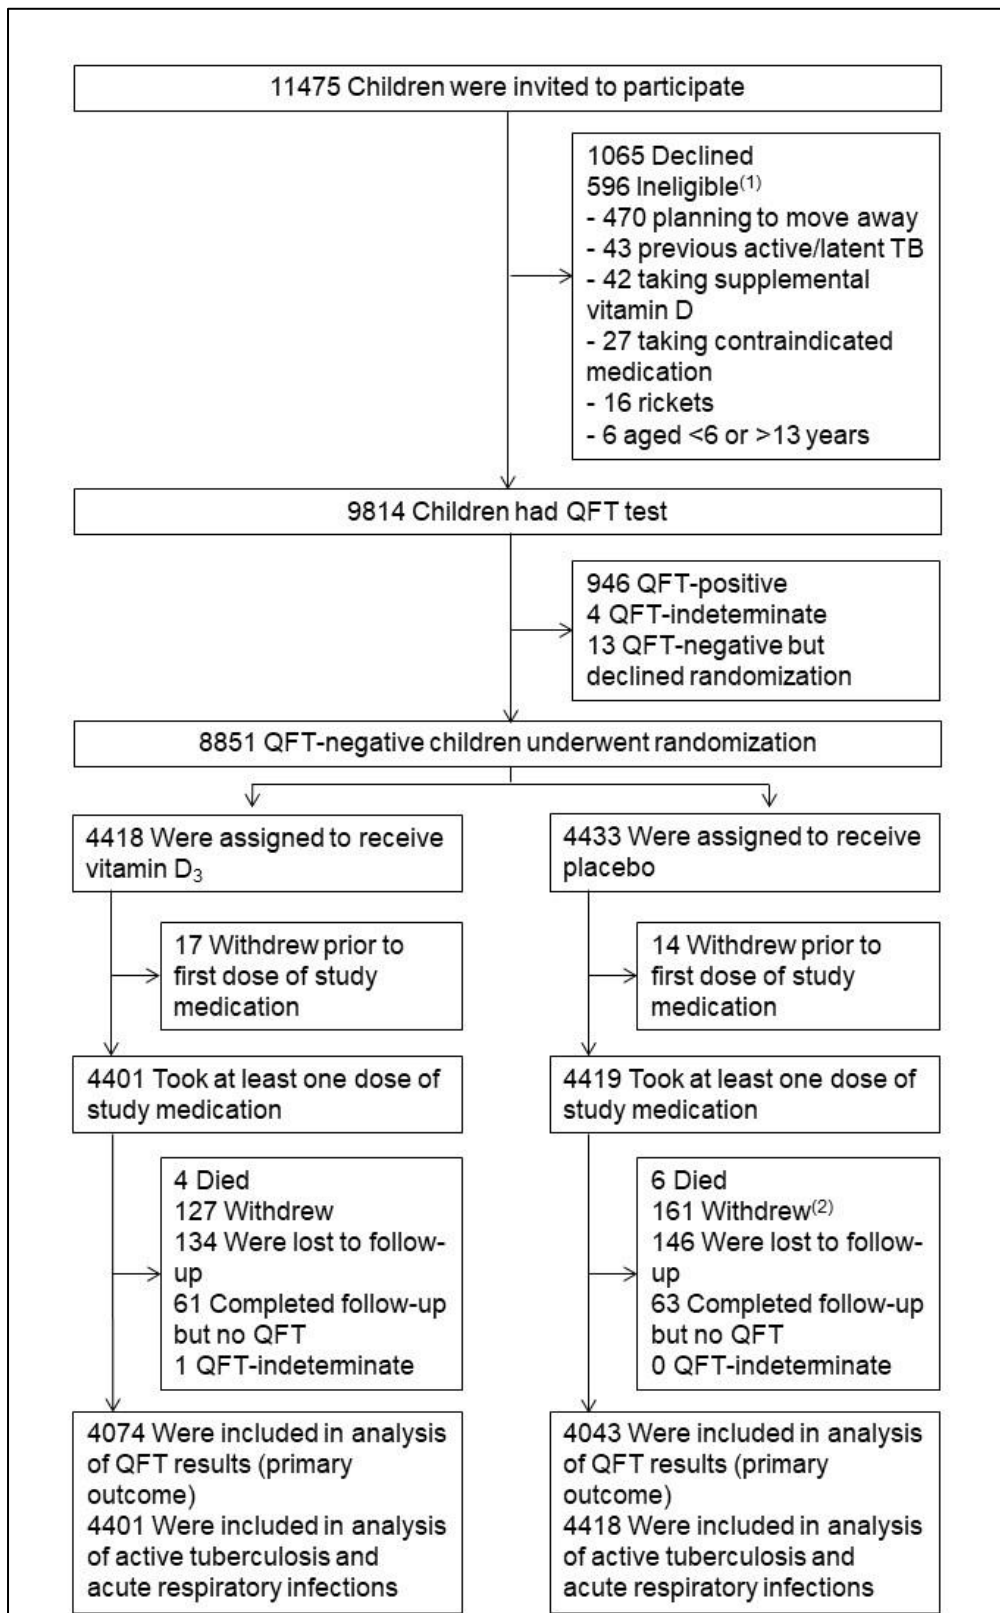 11475 Children were invited to participate
1065 Declined
596 Ineligible(1)
- 470 planning to move away
- 43 previous active/latent TB
- 42 taking supplemental
vitamin D
- 27 taking contraindicated
medication
- 16 rickets
- 6 aged <6 or >13 years
9814 Children had QFT test
946 QFT-positive
4 QFT-indeterminate
13 QFT-negative but
declined randomization
8851 QFT-negative children underwent randomization
4418 Were assigned to receive
vitamin D3
4433 Were assigned to receive
placebo
17 Withdrew prior to
first dose of study
medication
14 Withdrew prior to
first dose of study
medication
4401 Took at least one dose of
study medication
4419 Took at least one dose of
study medication
4 Died
127 Withdrew
134 Were lost to follow-
up
61 Completed follow-up
but no QFT
1 QFT-indeterminate
6 Died
161 Withdrew(2)
146 Were lost to follow-
up
63 Completed follow-up
but no QFT
0 QFT-indeterminate
4074 Were included in analysis
of QFT results (primary
outcome)
4401 Were included in analysis
of active tuberculosis and
acute respiratory infections
4043 Were included in analysis
of QFT results (primary
outcome)
4418 Were included in analysis
of active tuberculosis and
acute respiratory infections